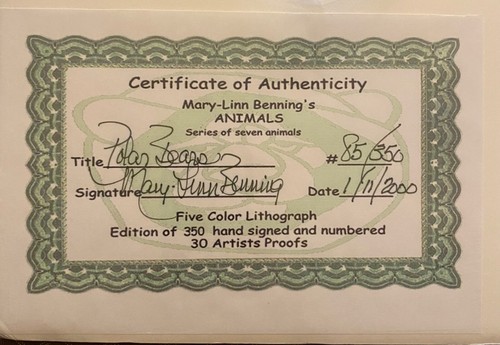 Certificate of Authenticity
Mary-Linn Benning's
ANIMALS
Series of seven animals
Title Polar Bears # 85/350
Signature Mary-Linn Benning Date 1/11/2000
Five Color Lithograph
Edition of 350 hand signed and numbered
30 Artists Proofs